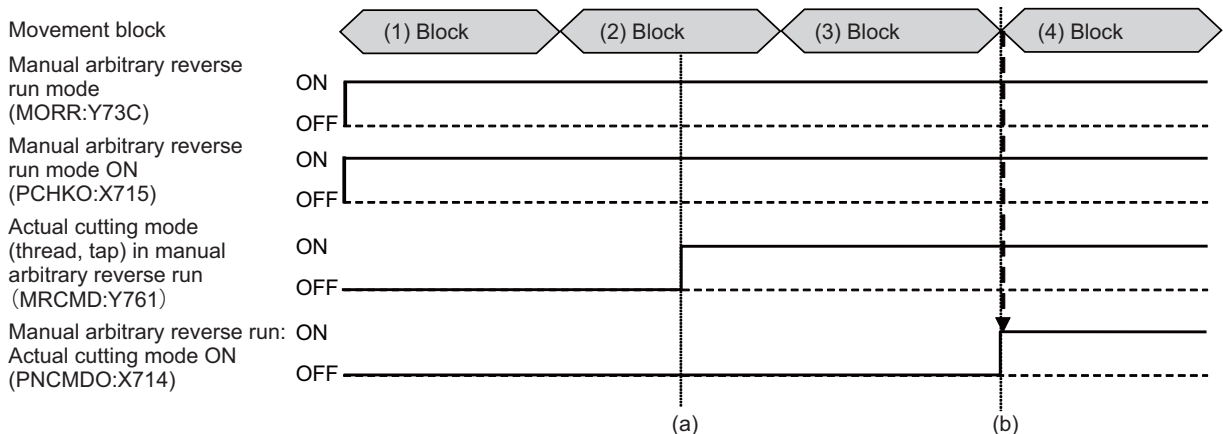 Movement block
(1) Block
(2) Block
(3) Block
(4) Block
Manual arbitrary reverse
run mode
(MORR:Y73C)
ON
OFF
Manual arbitrary reverse
run mode ON
(PCHKO:X715)
ON
OFF
Actual cutting mode
(thread, tap) in manual
arbitrary reverse run
(MRCMD:Y761)
ON
OFF
Manual arbitrary reverse run:
Actual cutting mode ON
(PNCMDO:X714)
ON
OFF
(a)
(b)